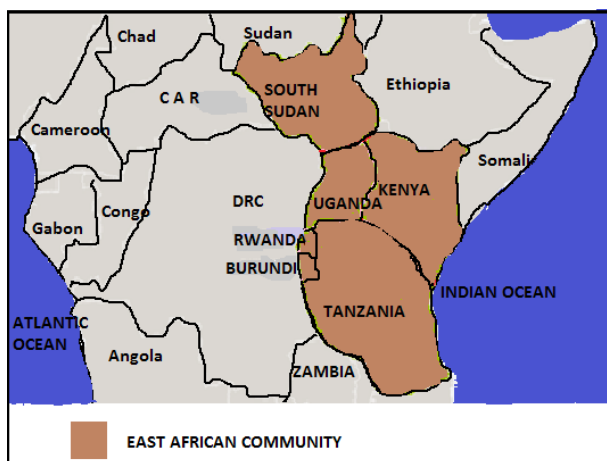 Chad
Sudan
C A R
SOUTH
SUDAN
Ethiopia
Cameroon
Somali
DRC
UGANDA
KENYA
Gabon
Congo
RWANDA
BURUNDI
INDIAN OCEAN
TANZANIA
ATLANTIC
OCEAN
Angola
ZAMBIA
EAST AFRICAN COMMUNITY